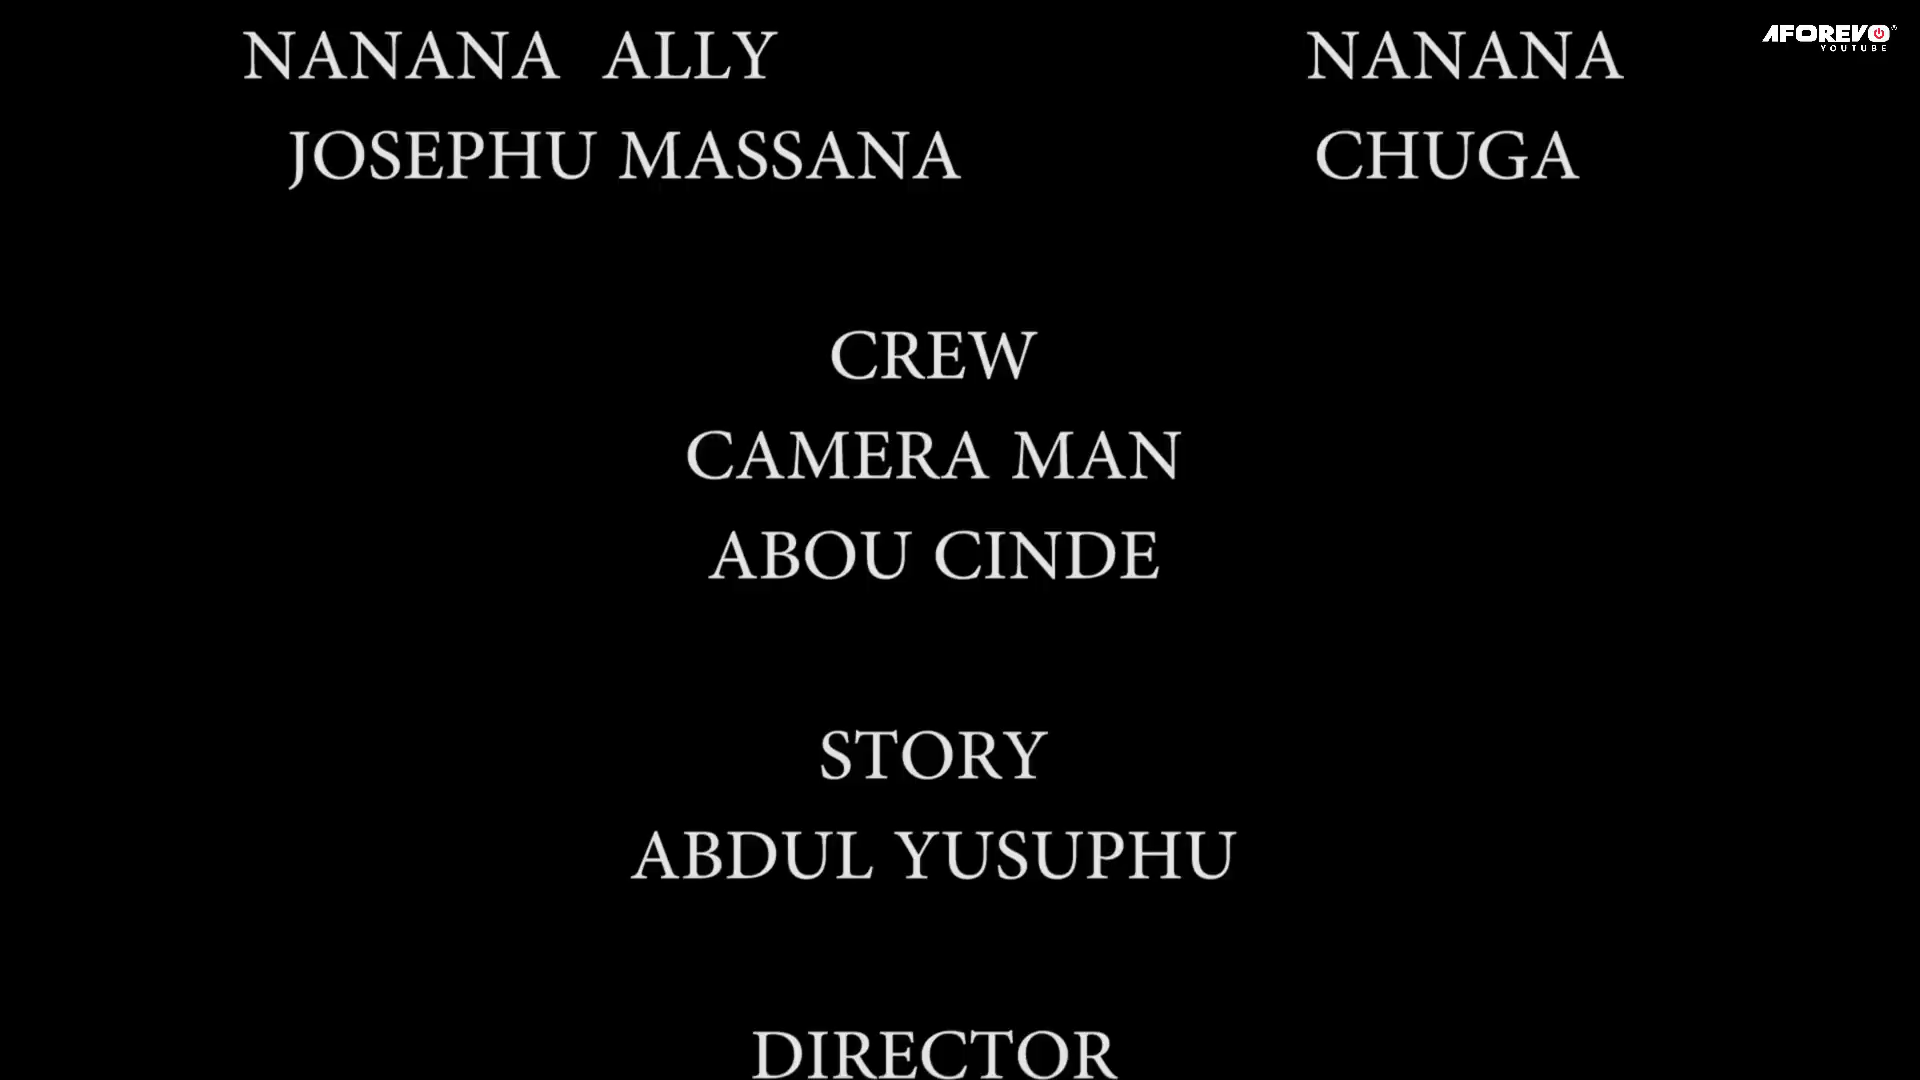 NANANA ALLY NANANA
AFOREVO
YOUTUBE
JOSEPHU MASSANA CHUGA
CREW
CAMERA MAN
ABOU CINDE
STORY
ABDUL YUSUPHU
DIRECTOR